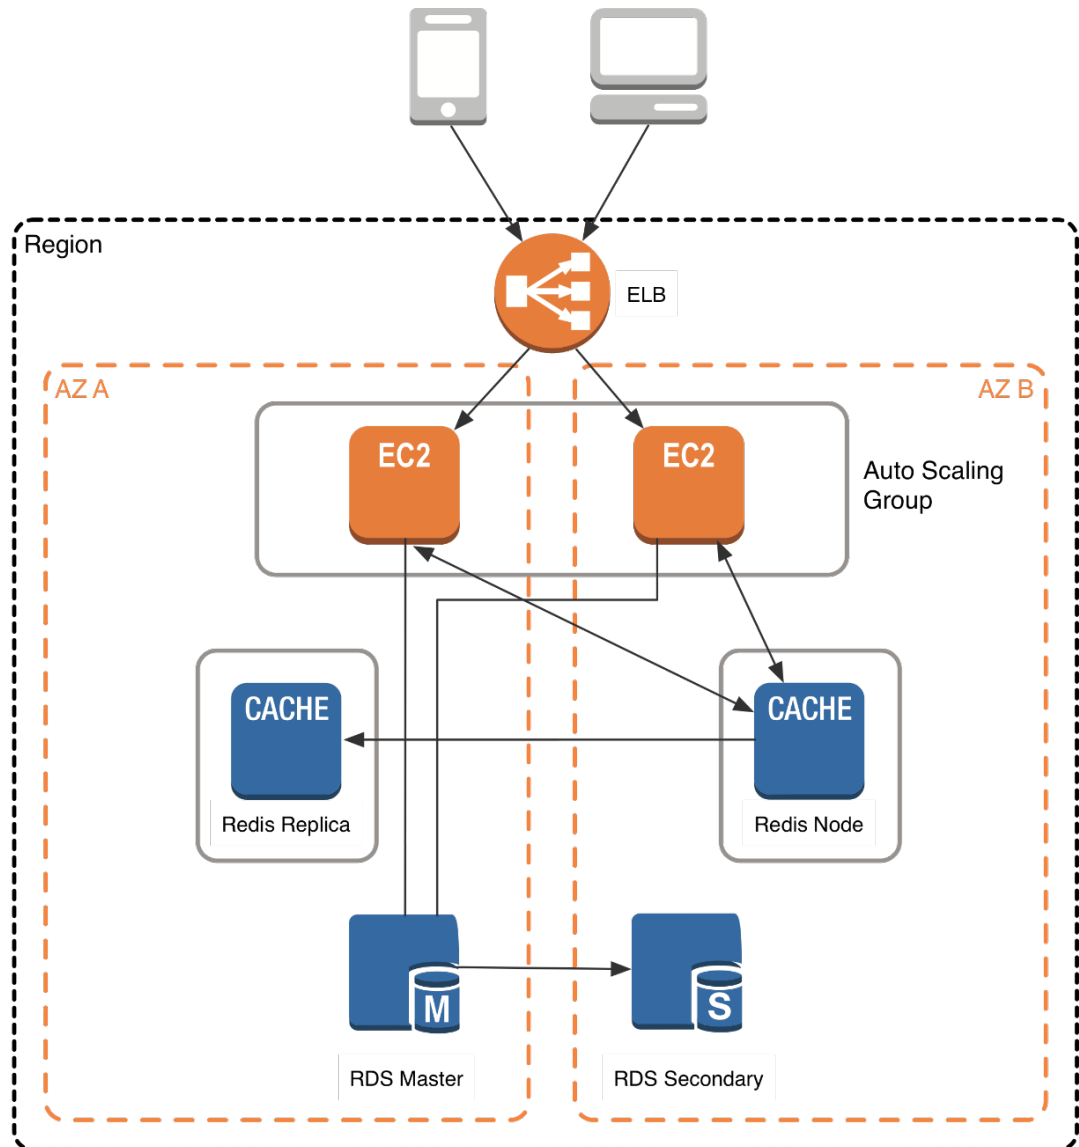 Region
ELB
AZ A
AZ B
EC2
EC2
Auto Scaling
Group
CACHE
CACHE
Redis Replica
Redis Node
M
S
RDS Master
RDS Secondary